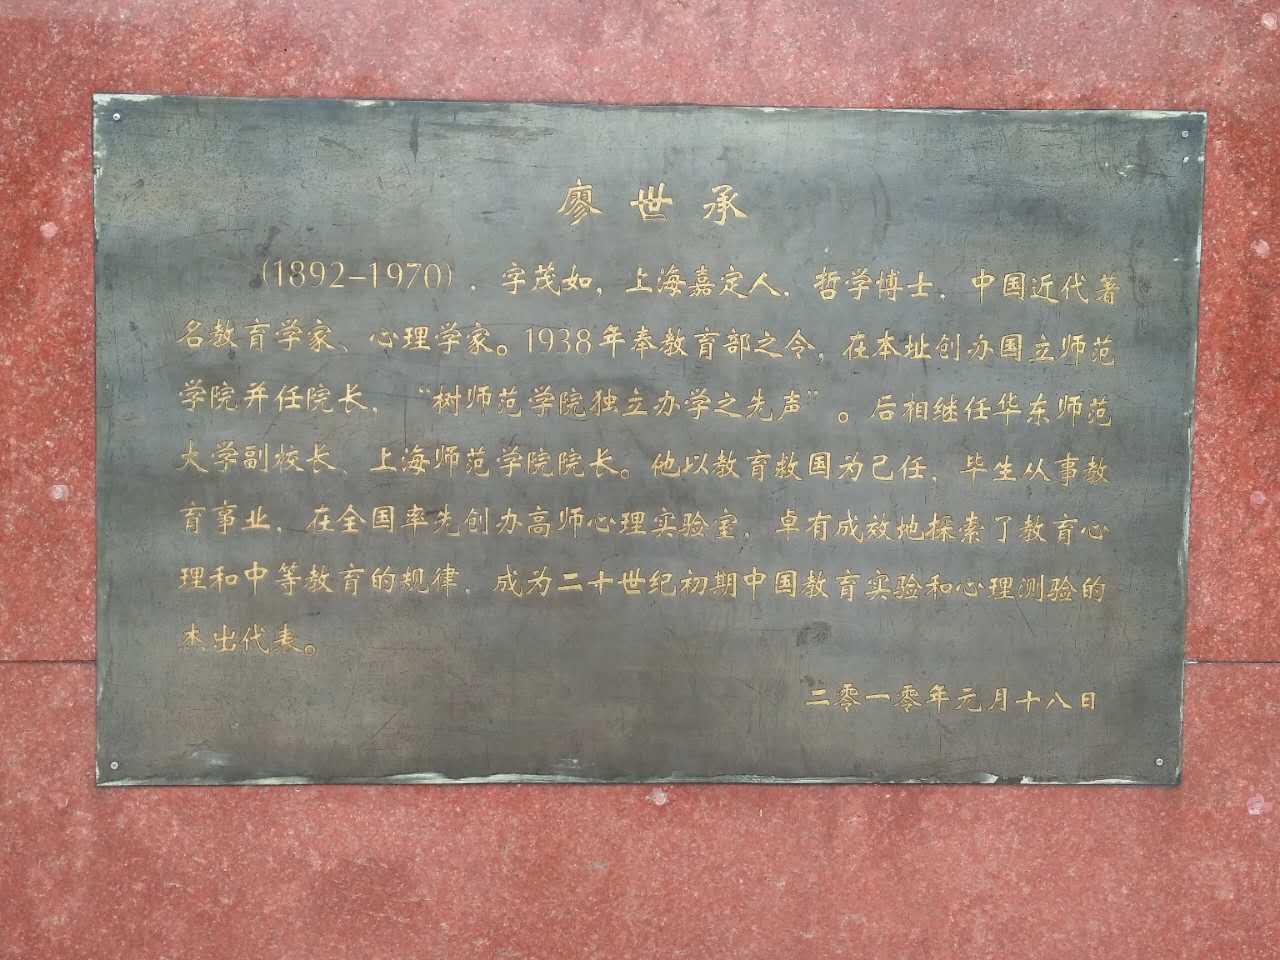 廖世承
（1892–1970），字茂如，上海嘉定人，哲学博士，中国近代著
名教育学家、心理学家。1938年奉教育部之令，在本址创办国立师范
学院并任院长，“树师范学院独立办学之先声”。后相继任华东师范
大学副校长、上海师范学院院长。他以教育救国为己任，毕生从事教
育事业，在全国率先创办高师心理实验室，卓有成效地探索了教育心
理和中等教育的规律，成为二十世纪初期中国教育实验和心理测验的
杰出代表。
二零一零年元月十八日